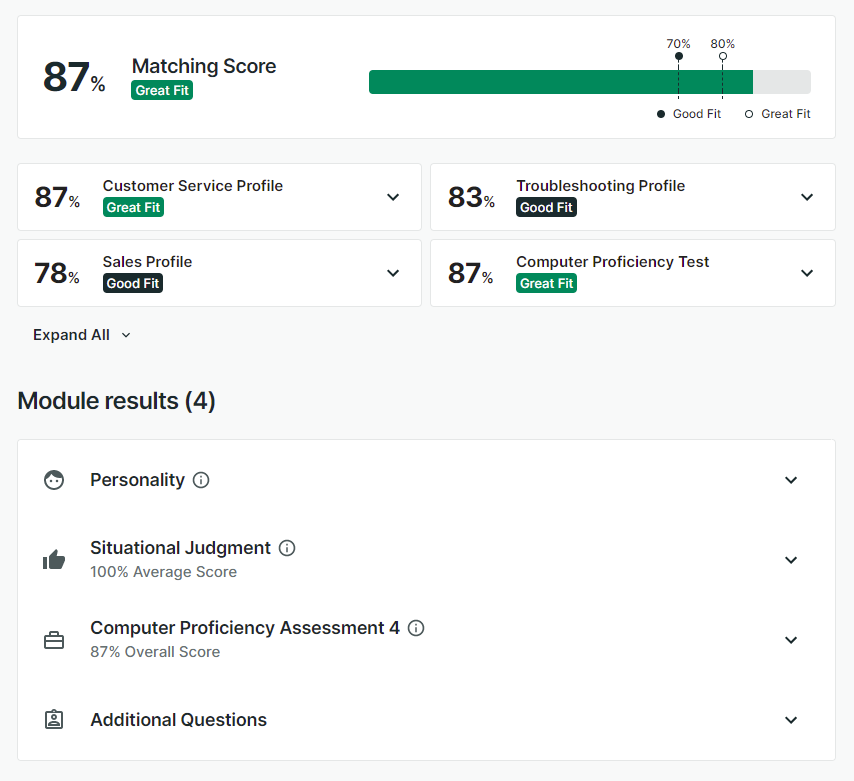 87%
Matching Score
Great Fit
70% 80%
Good Fit Great Fit
87%
Customer Service Profile
Great Fit
83%
Troubleshooting Profile
Good Fit
78%
Sales Profile
Good Fit
87%
Computer Proficiency Test
Great Fit
Expand All
Module results (4)
Personality
Situational Judgment
100% Average Score
Computer Proficiency Assessment 4
87% Overall Score
Additional Questions